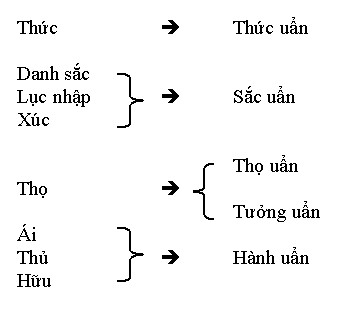 Thức ➔ Thức uẩn
Danh sắc
Lục nhập ➔ Sắc uẩn
Xúc
Thọ uẩn
Thọ ➔
Tưởng uẩn
Ái
Thủ ➔ Hành uẩn
Hữu